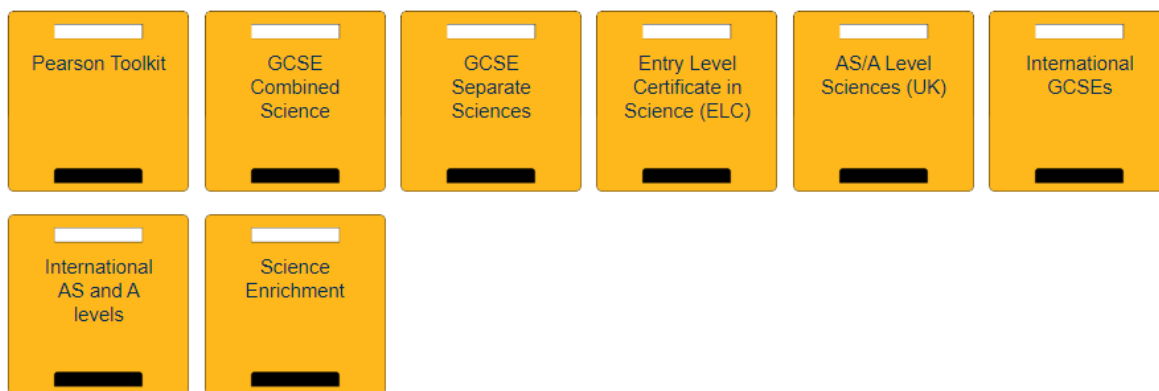 Pearson Toolkit
GCSE
Combined
Science
GCSE
Separate
Sciences
Entry Level
Certificate in
Science (ELC)
AS/A Level
Sciences (UK)
International
GCSEs
International
AS and A
levels
Science
Enrichment